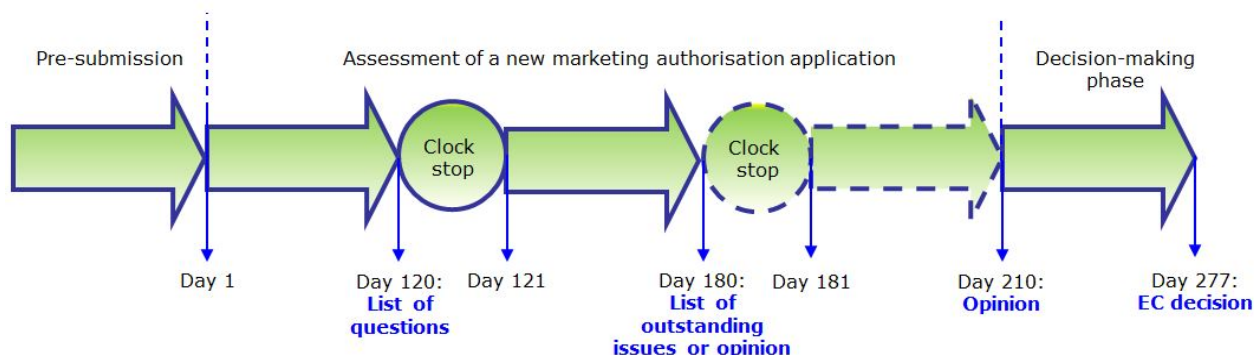 Pre-submission
Assessment of a new marketing authorisation application
Decision-making
phase
Clock
stop
Clock
stop
Day 1
Day 120:
List of
questions
Day 121
Day 180:
List of
outstanding
issues or opinion
Day 181
Day 210:
Opinion
Day 277:
EC decision